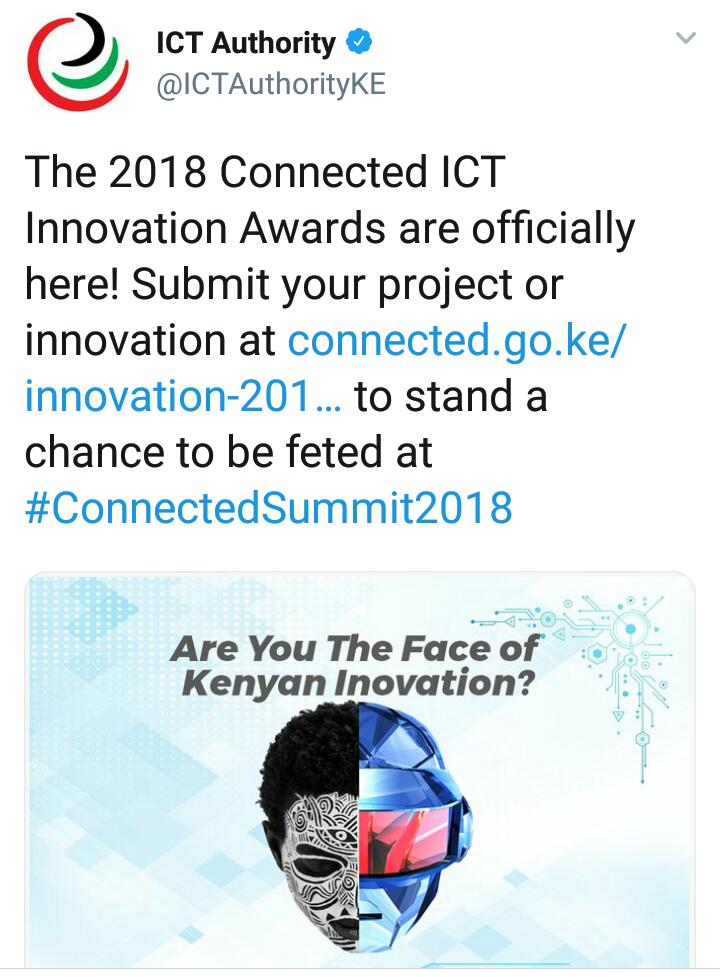 ICT Authority
@ICTAuthorityKE
The 2018 Connected ICT
Innovation Awards are officially
here! Submit your project or
innovation at connected.go.ke/
innovation-201... to stand a
chance to be feted at
#ConnectedSummit2018
Are You The Face of
Kenyan Inovation?